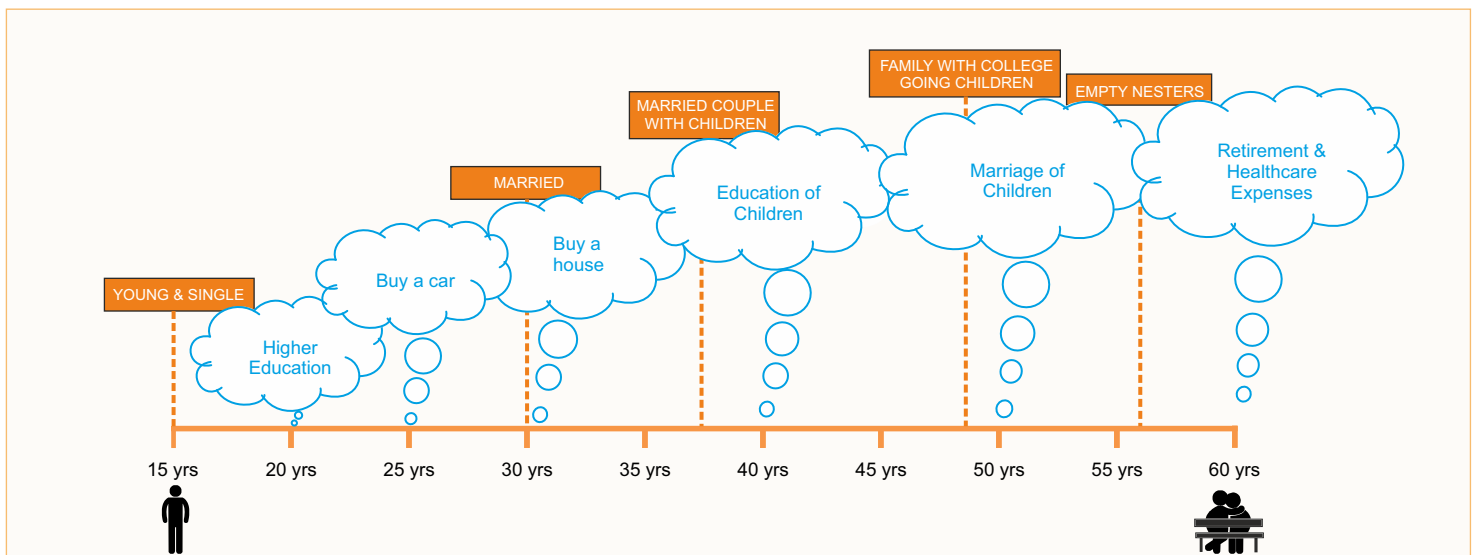 YOUNG & SINGLE
Higher
Education
Buy a car
MARRIED
Buy a
house
MARRIED COUPLE
WITH CHILDREN
Education of
Children
FAMILY WITH COLLEGE
GOING CHILDREN
Marriage of
Children
EMPTY NESTERS
Retirement &
Healthcare
Expenses
15 yrs 20 yrs 25 yrs 30 yrs 35 yrs 40 yrs 45 yrs 50 yrs 55 yrs 60 yrs